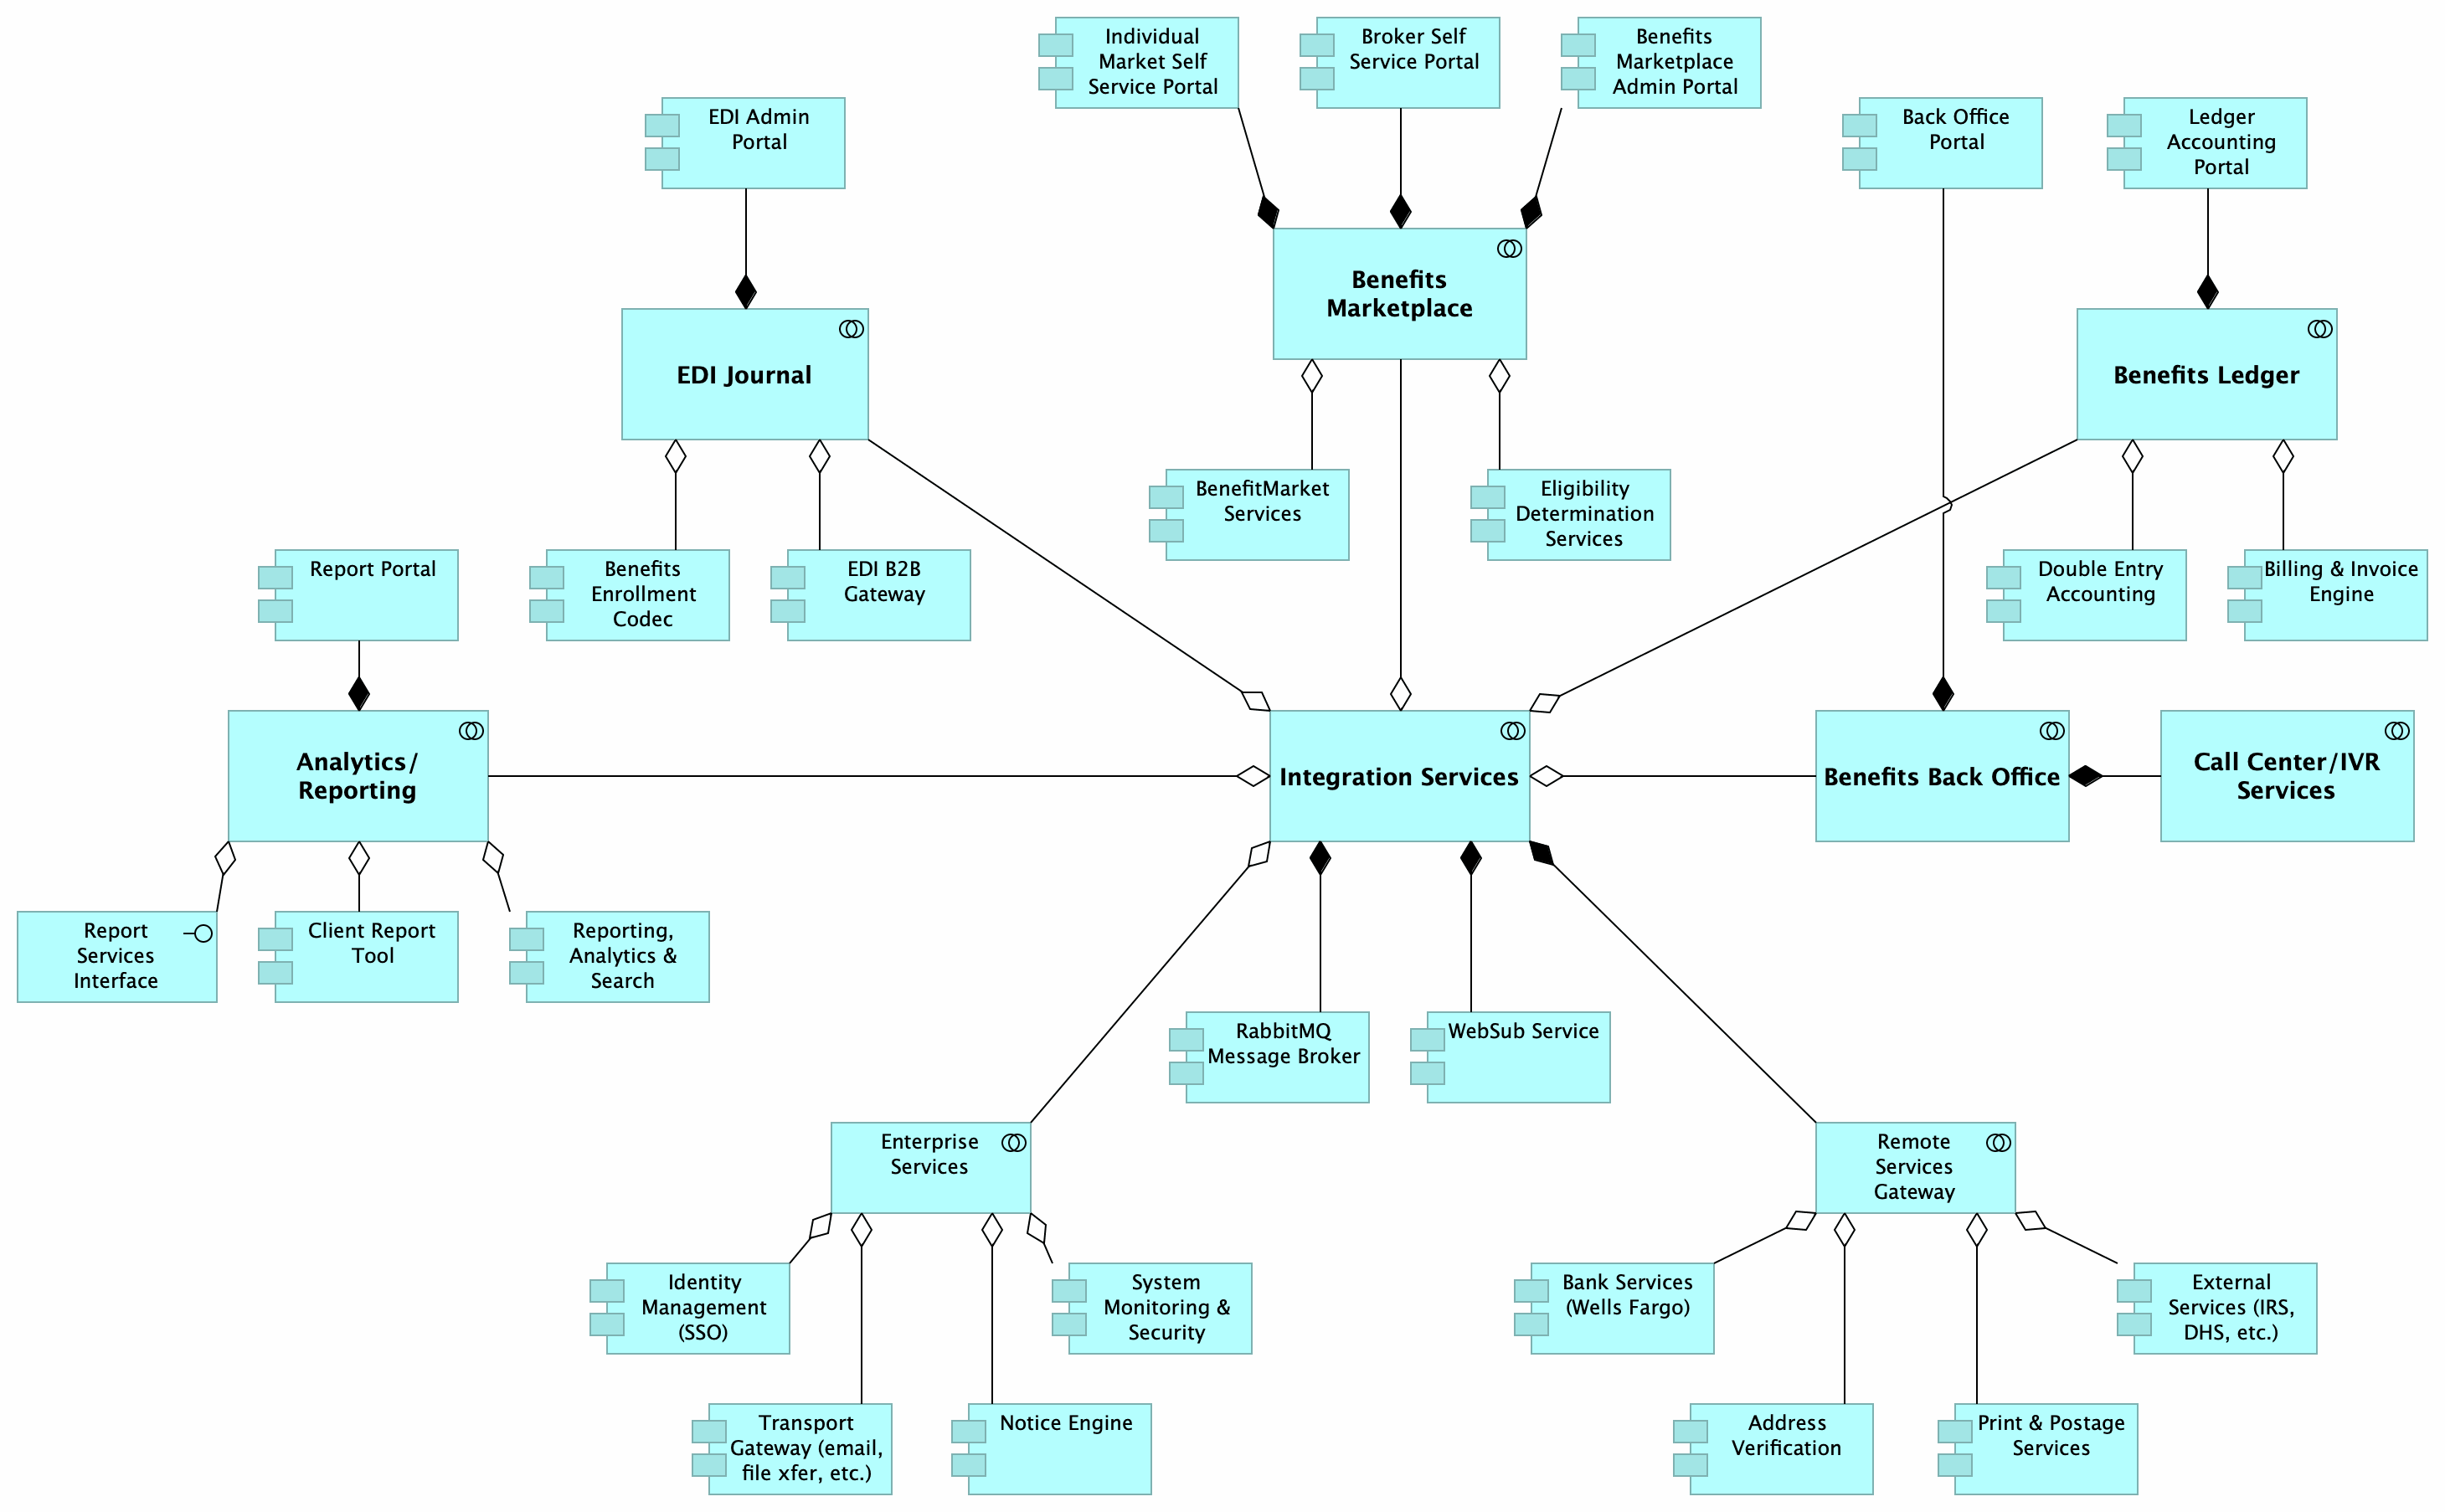 Individual
Market Self
Service Portal
Broker Self
Service Portal
Benefits
Marketplace
Admin Portal
EDI Admin
Portal
Back Office
Portal
Ledger
Accounting
Portal
Benefits
Marketplace
EDI Journal
Benefits Ledger
BenefitMarket
Services
Eligibility
Determination
Services
Report Portal
Benefits
Enrollment
Codec
EDI B2B
Gateway
Double Entry
Accounting
Billing & Invoice
Engine
Analytics/
Reporting
Integration Services
Benefits Back Office
Call Center/IVR
Services
Report
Services
Interface
Client Report
Tool
Reporting,
Analytics &
Search
RabbitMQ
Message Broker
WebSub Service
Enterprise
Services
Remote
Services
Gateway
Identity
Management
(SSO)
System
Monitoring &
Security
Bank Services
(Wells Fargo)
External
Services (IRS,
DHS, etc.)
Transport
Gateway (email,
file xfer, etc.)
Notice Engine
Address
Verification
Print & Postage
Services